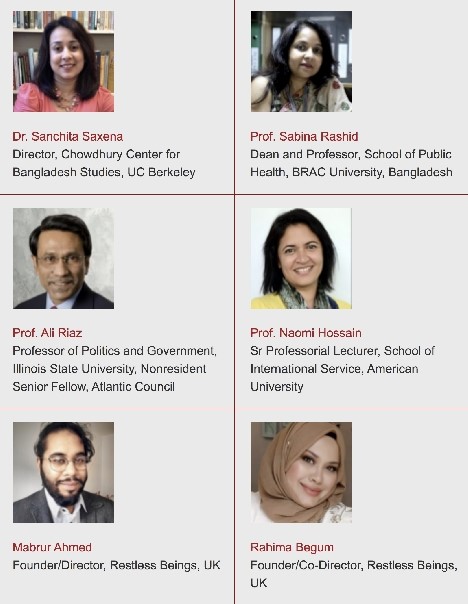 Dr. Sanchita Saxena
Director, Chowdhury Center for
Bangladesh Studies, UC Berkeley
Prof. Sabina Rashid
Dean and Professor, School of Public
Health, BRAC University, Bangladesh
Prof. Ali Riaz
Professor of Politics and Government,
Illinois State University, Nonresident
Senior Fellow, Atlantic Council
Prof. Naomi Hossain
Sr Professorial Lecturer, School of
International Service, American
University
Mabrur Ahmed
Founder/Director, Restless Beings, UK
Rahima Begum
Founder/Co-Director, Restless Beings,
UK